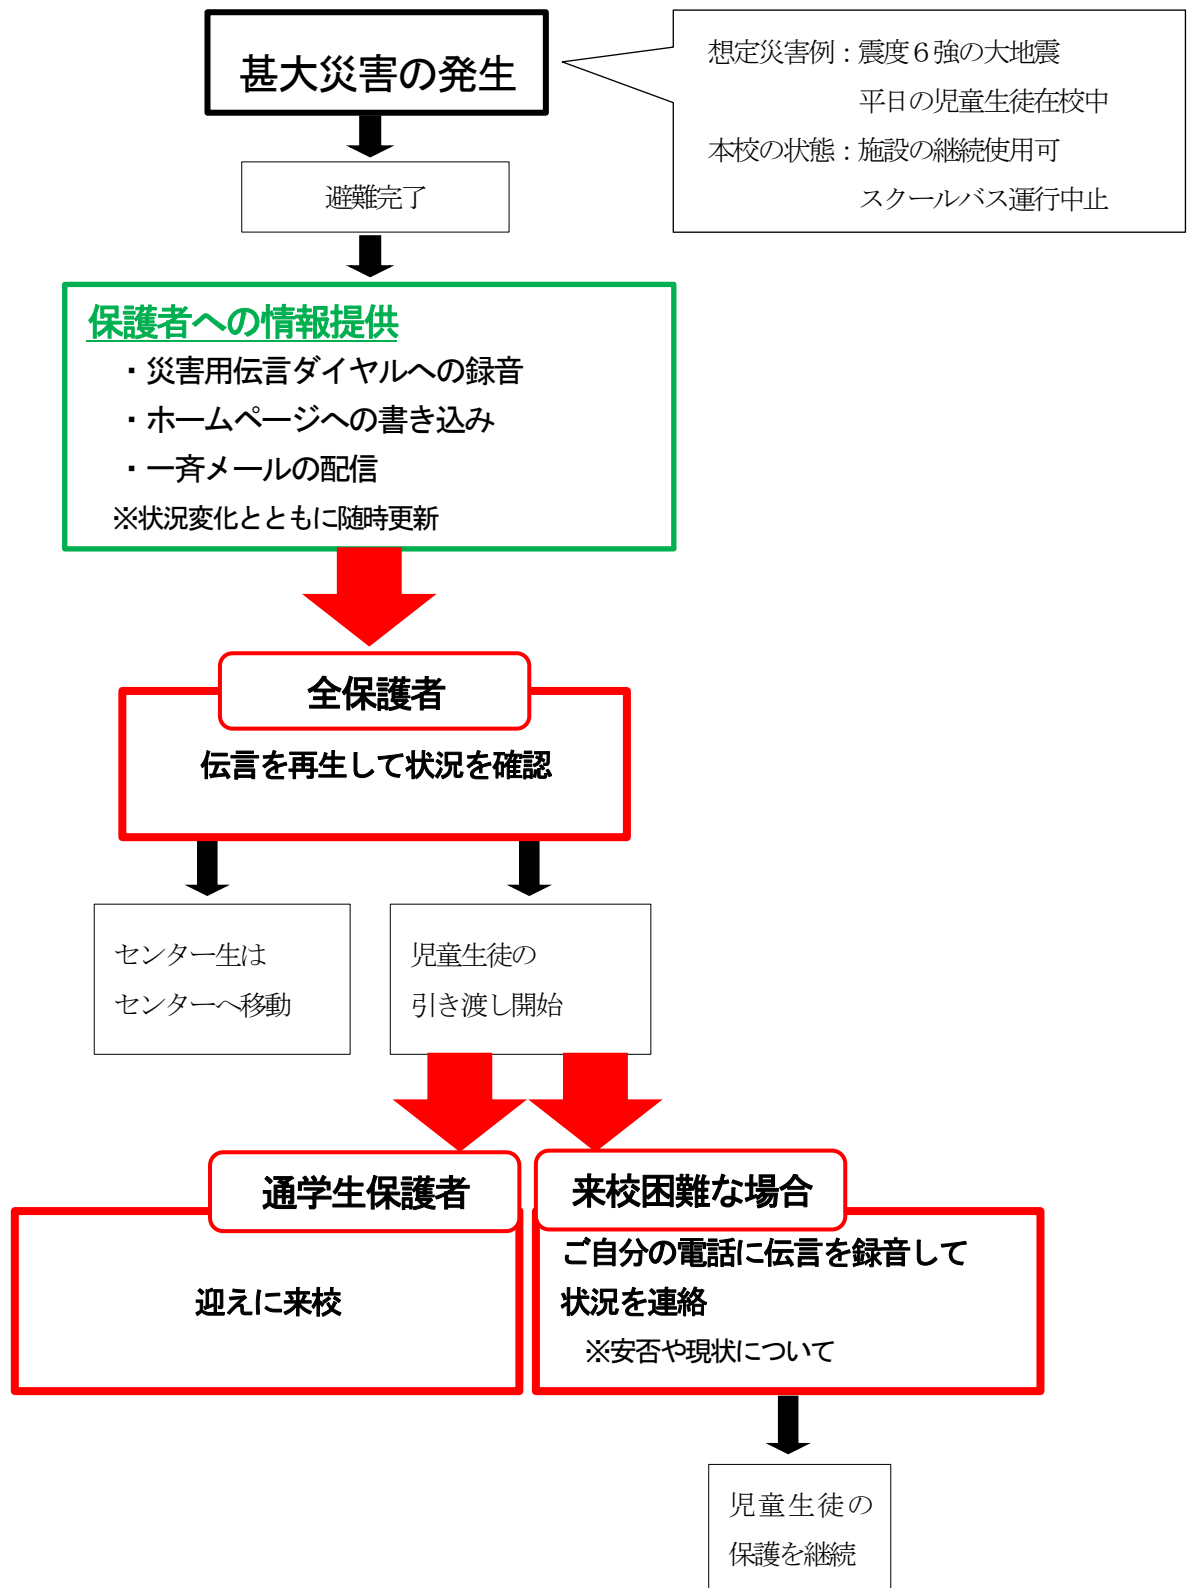 甚大災害の発生
想定災害例：震度６強の大地震
平日の児童生徒在校中
本校の状態：施設の継続使用可
スクールバス運行中止
避難完了
保護者への情報提供
・災害用伝言ダイヤルへの録音
・ホームページへの書き込み
・一斉メールの配信
※状況変化とともに随時更新
全保護者
伝言を再生して状況を確認
センター生は
センターへ移動
児童生徒の
引き渡し開始
通学生保護者
迎えに来校
来校困難な場合
ご自分の電話に伝言を録音して
状況を連絡
※安否や現状について
児童生徒の
保護を継続